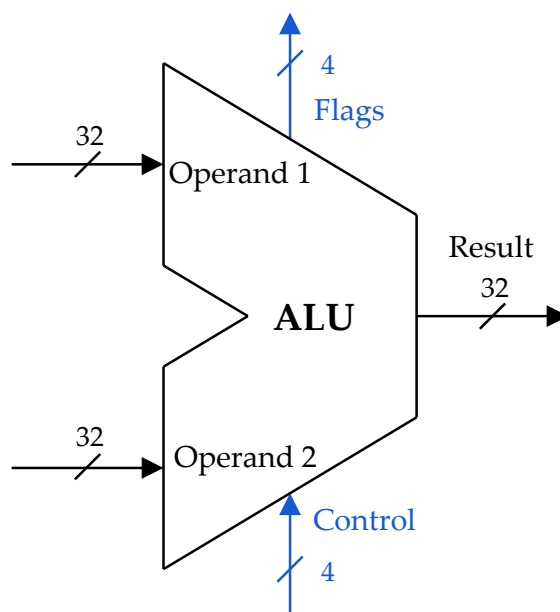 4
Flags
32
Operand 1
Result
32
ALU
32
Operand 2
Control
4